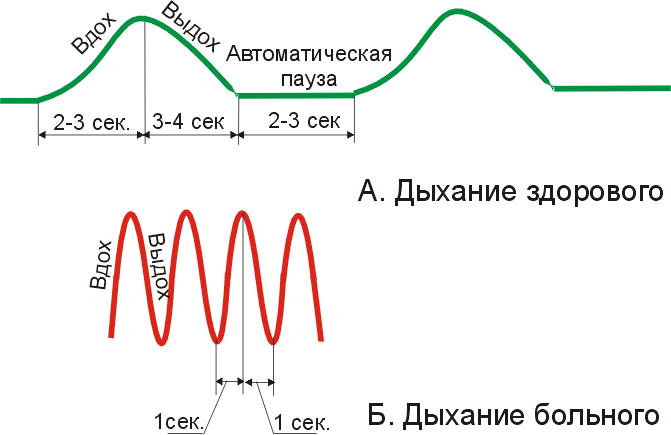 Вдох
Выдох
Автоматическая
пауза
2-3 сек.
3-4 сек
2-3 сек
А. Дыхание здорового
Вдох
Выдох
1сек.
1 сек.
Б. Дыхание больного